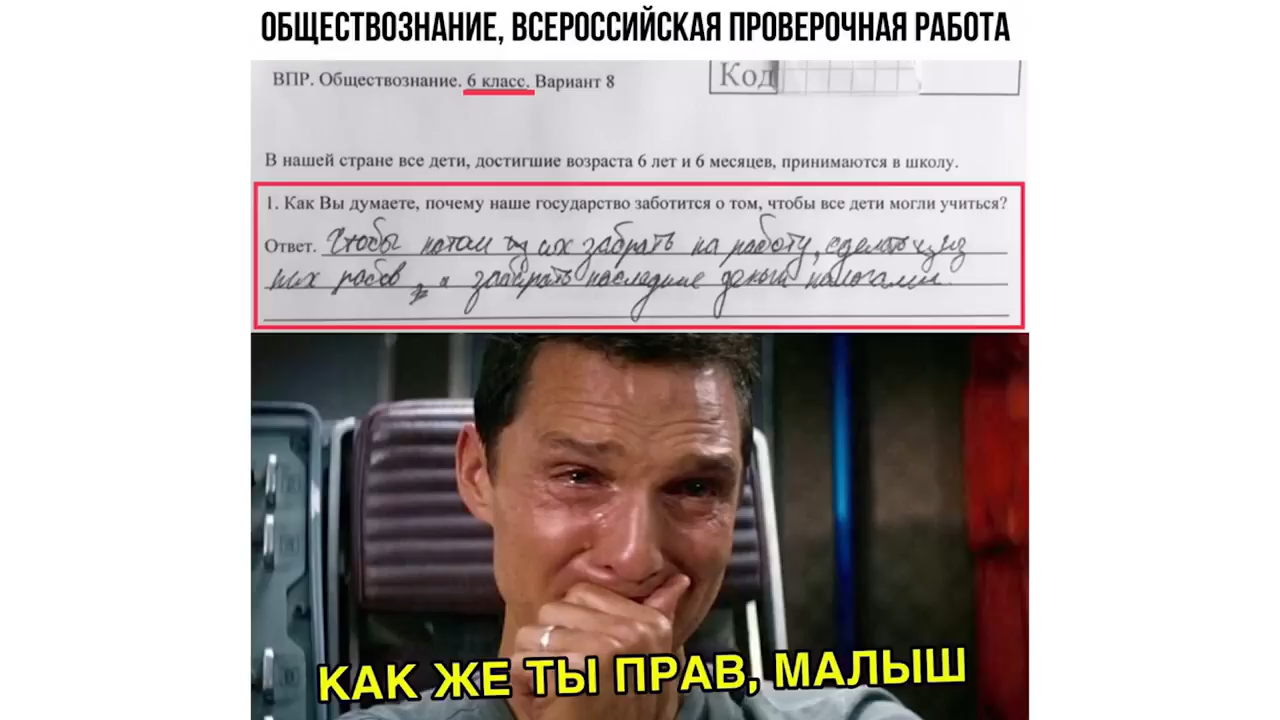 ОБЩЕСТВОЗНАНИЕ, ВСЕРОССИЙСКАЯ ПРОВЕРОЧНАЯ РАБОТА
ВПР. Обществознание. 6 класс. Вариант 8
Код
В нашей стране все дети, достигшие возраста 6 лет и 6 месяцев, принимаются в школу.
1. Как Вы думаете, почему наше государство заботится о том, чтобы все дети могли учиться?
Ответ. Чтобы потом их забрать на работу, сделать из
них рабов, а забирать последние деньги налогами.
КАК ЖЕ ТЫ ПРАВ, МАЛЫШ